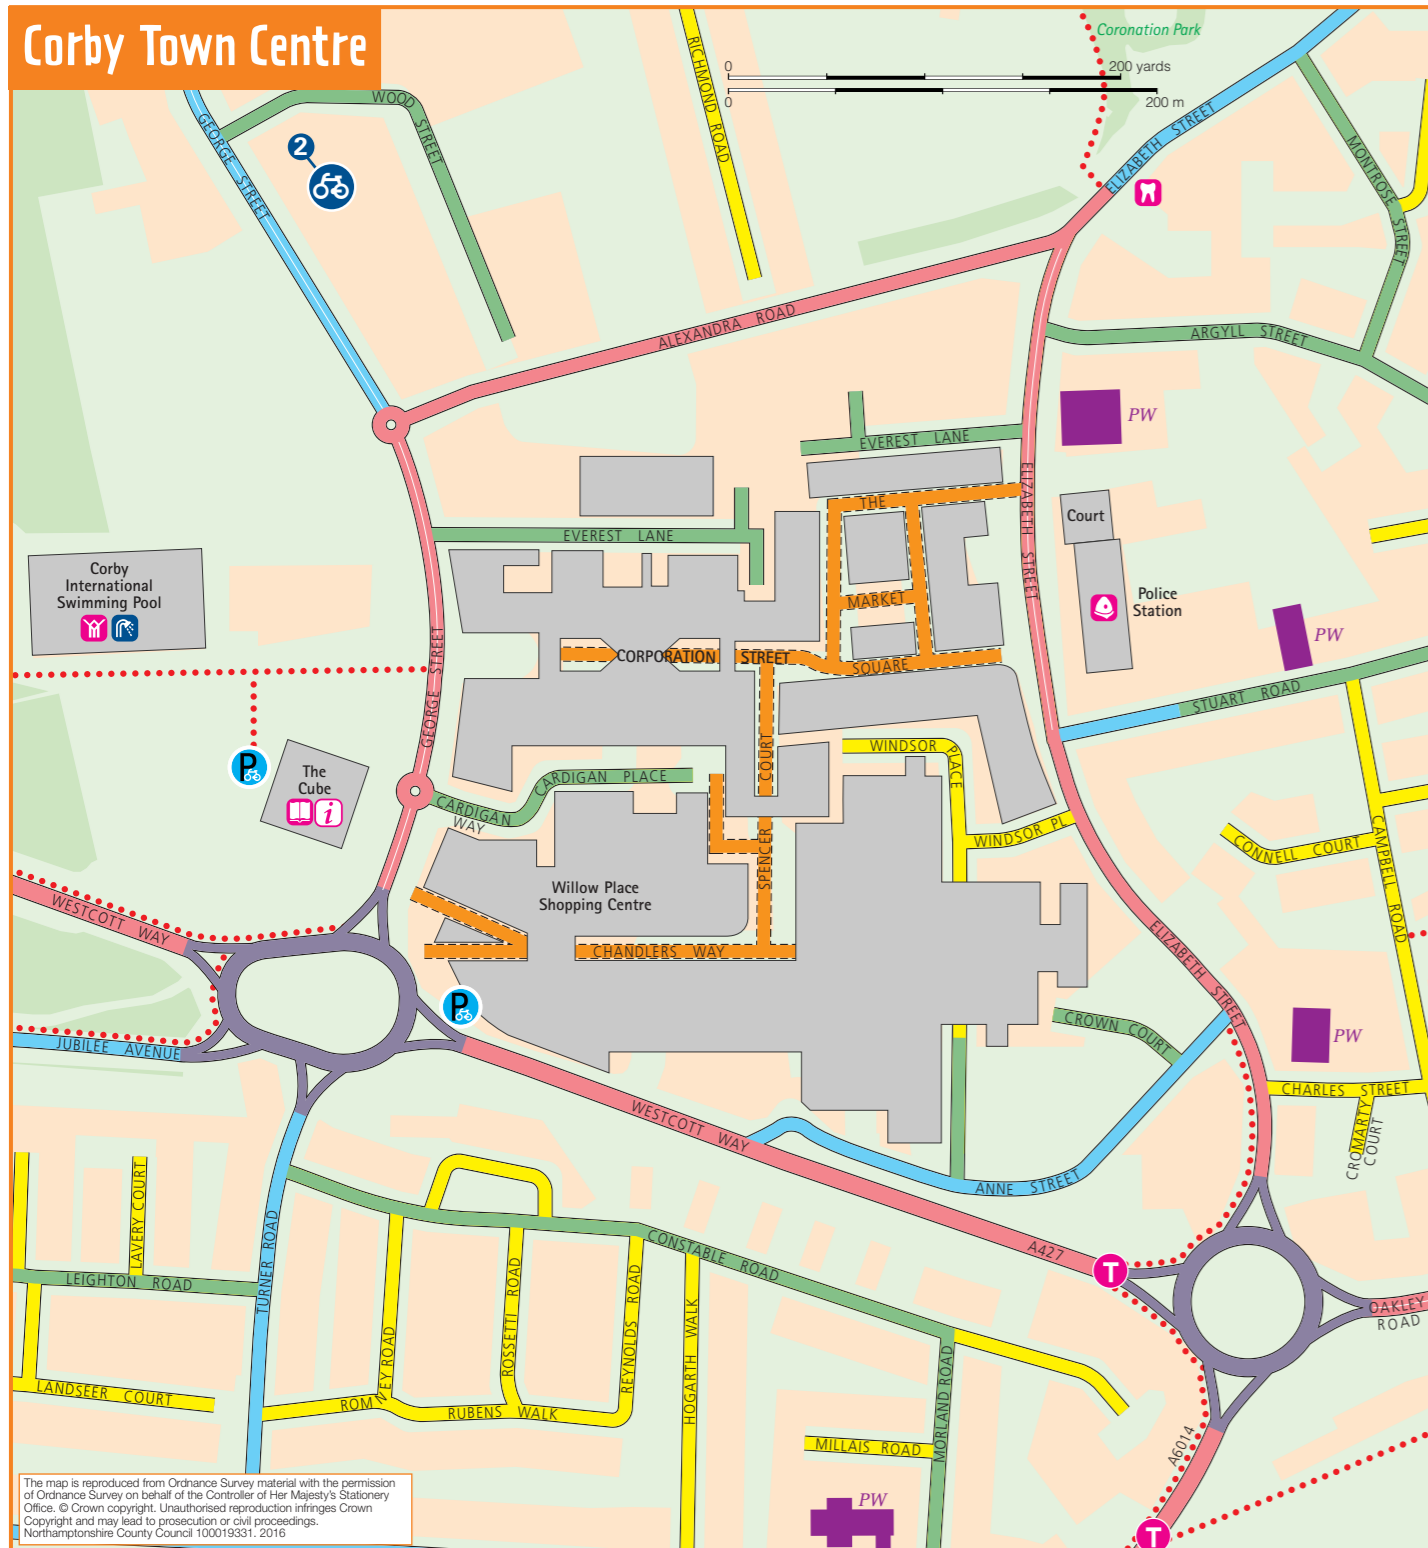 Corby Town Centre
Coronation Park
0
200 yards
0
200 m
WOOD
STREET
RICHMOND ROAD
GEORGE
STREET
2
ELIZABETH STREET
MONTROSE
STREET
ALEXANDRA ROAD
ARGYLL STREET
PW
EVEREST LANE
THE
ELIZABETH STREET
Court
EVEREST LANE
Corby
International
Swimming Pool
MARKET
Police
Station
PW
GEORGE STREET
CORPORATION STREET
SQUARE
STUART ROAD
P
The
Cube
i
CARDIGAN PLACE
CARDIGAN
WAY
COURT
SPENCER
WINDSOR
PLACE
WINDSOR PL
CONNELL COURT
CAMPBELL ROAD
Willow Place
Shopping Centre
WESTCOTT WAY
CHANDLERS WAY
ELIZABETH STREET
P
CROWN COURT
PW
JUBILEE AVENUE
CHARLES STREET
CROMARTY
COURT
WESTCOTT WAY
ANNE STREET
LAVERY COURT
TURNER ROAD
LEIGHTON ROAD
CONSTABLE ROAD
A427
T
OAKLEY
ROAD
ROMNEY ROAD
ROSSETTI ROAD
REYNOLDS ROAD
HOGARTH WALK
LANDSEER COURT
RUBENS WALK
MORLAND ROAD
MILLAIS ROAD
A6014
PW
T
The map is reproduced from Ordnance Survey material with the permission
of Ordnance Survey on behalf of the Controller of Her Majesty's Stationery
Office. © Crown copyright. Unauthorised reproduction infringes Crown
Copyright and may lead to prosecution or civil proceedings.
Northamptonshire County Council 100019331. 2016